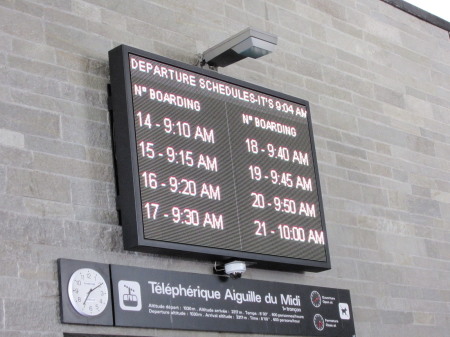 DEPARTURE SCHEDULES-IT'S 9:04 AM
N° BOARDING
14 - 9:10 AM
15 - 9:15 AM
16 - 9:20 AM
17 - 9:30 AM
N° BOARDING
18 - 9:40 AM
19 - 9:45 AM
20 - 9:50 AM
21 - 10:00 AM
Téléphérique Aiguille du Midi